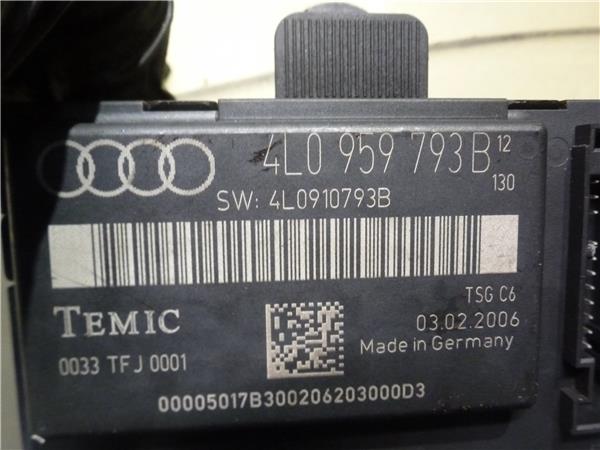 4L0 959 793B 12
130
SW: 4L0910793B
TSG C6
TEMIC
03.02.2006
0033 TFJ 0001
Made in Germany
00005017B300206203000D3